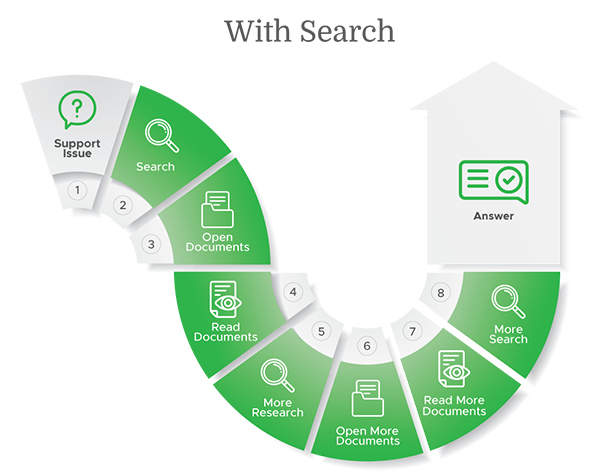 With Search
Support
Issue
1
Search
2
Open
Documents
3
Read
Documents
4
More
Research
5
Open More
Documents
6
Read More
Documents
7
More
Search
8
Answer